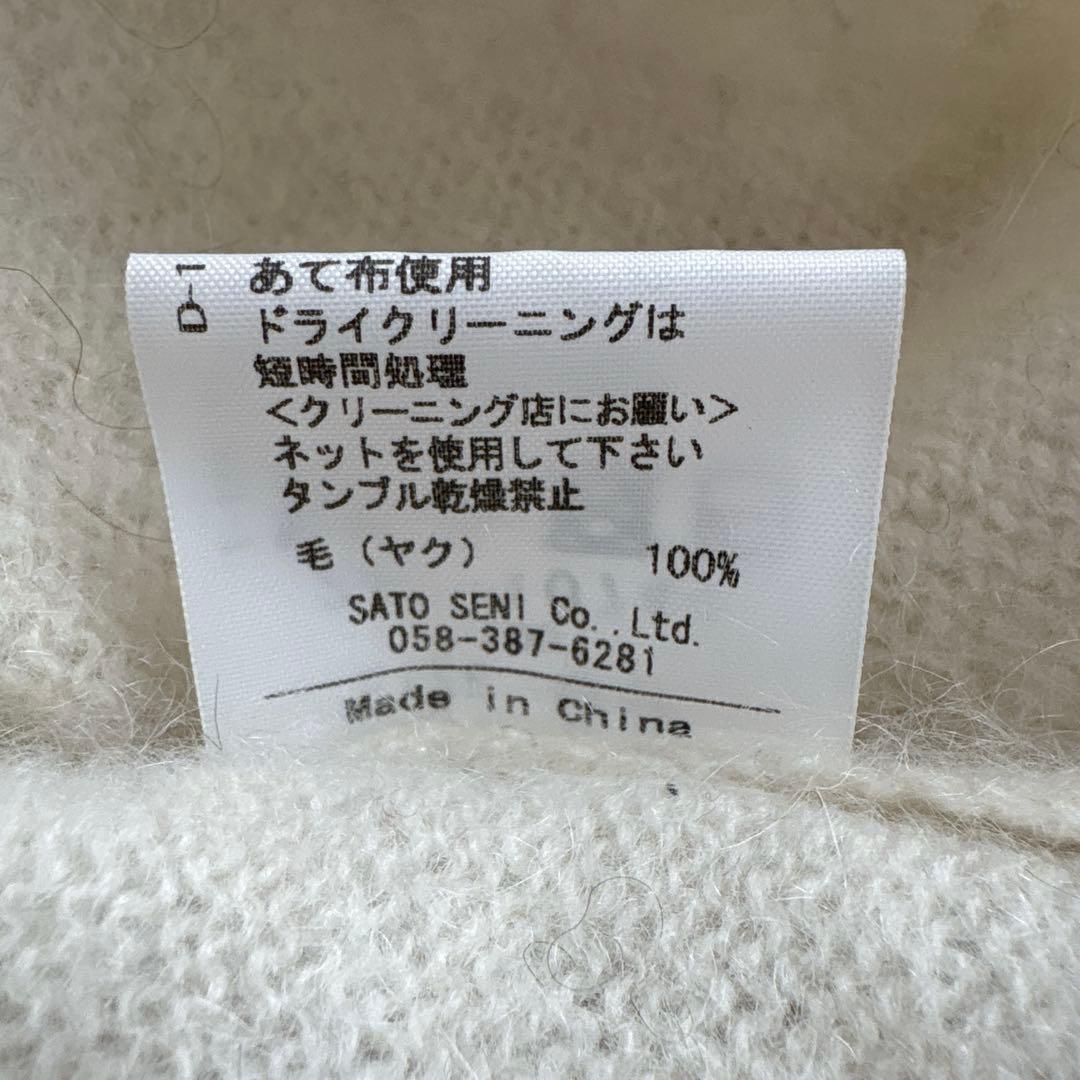 D-1
あて布使用
ドライクリーニングは
短時間処理
<クリーニング店にお願い>
ネットを使用して下さい
タンブル乾燥禁止
毛（ヤク） 100%
SATO SENI Co.,Ltd.
058-387-6281
Made in China